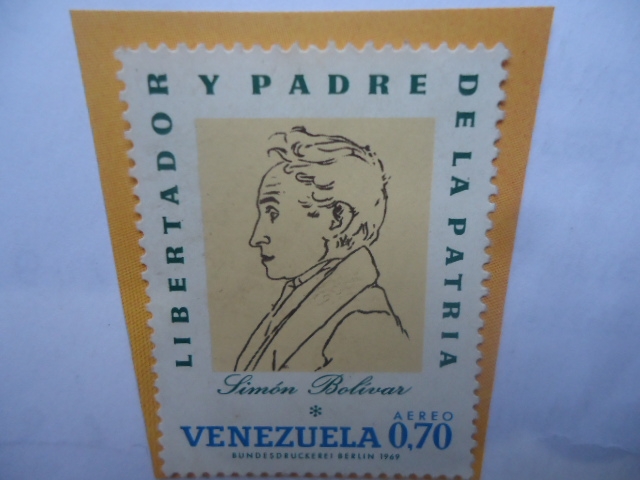 LIBERTADOR Y PADRE DE LA PATRIA
Simón Bolívar
*
AEREO
VENEZUELA 0,70
BUNDESDRUCKEREI BERLIN 1969